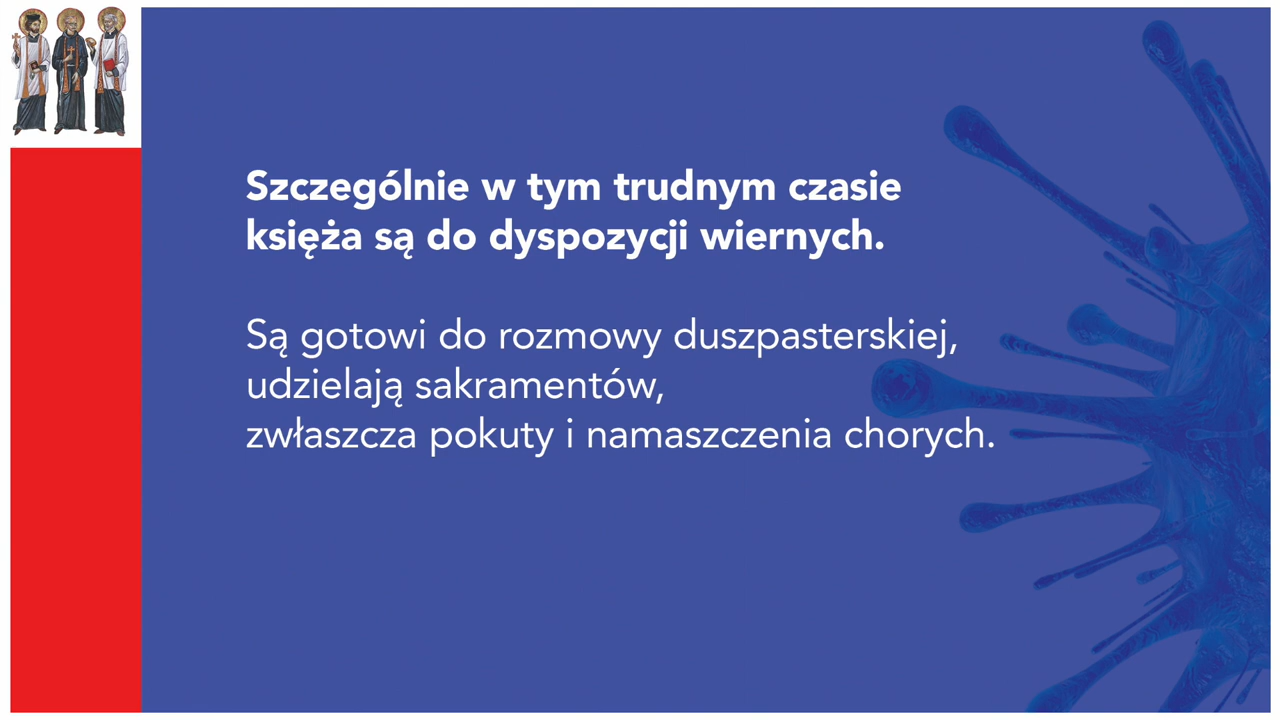 Szczególnie w tym trudnym czasie
księża są do dyspozycji wiernych.
Są gotowi do rozmowy duszpasterskiej,
udzielają sakramentów,
zwłaszcza pokuty i namaszczenia chorych.